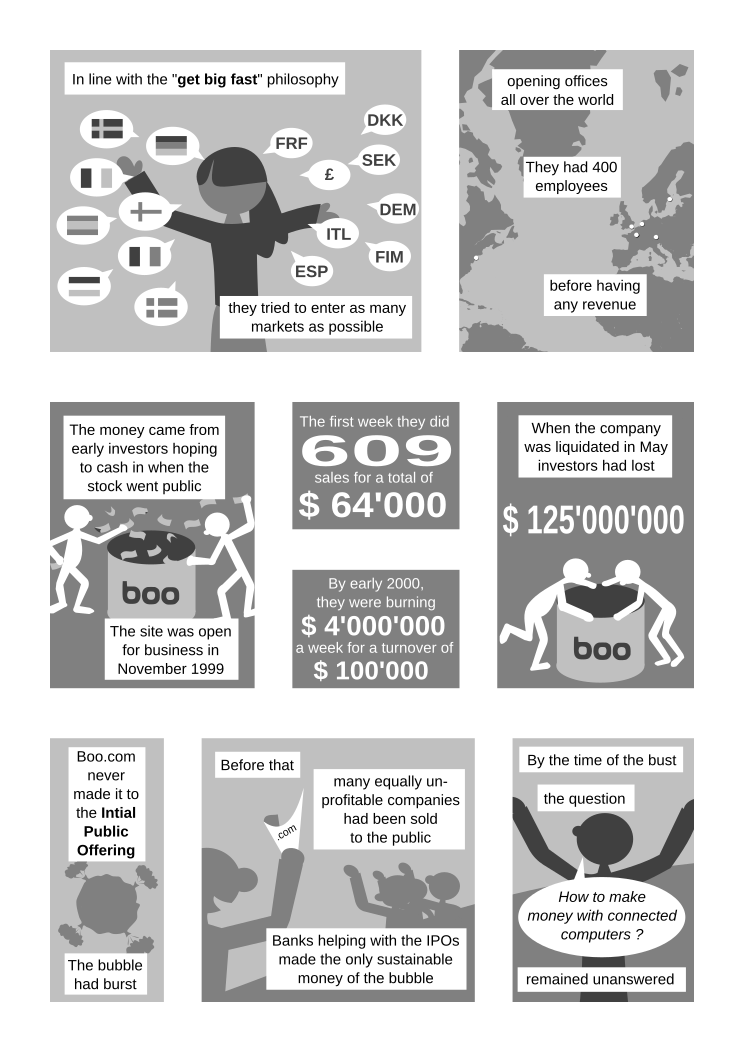 In line with the "get big fast" philosophy
DKK
FRF
SEK
£
DEM
ITL
FIM
ESP
they tried to enter as many
markets as possible
opening offices
all over the world
They had 400
employees
before having
any revenue
The money came from
early investors hoping
to cash in when the
stock went public
boo
The site was open
for business in
November 1999
The first week they did
609
sales for a total of
$ 64'000
By early 2000,
they were burning
$ 4'000'000
a week for a turnover of
$ 100'000
When the company
was liquidated in May
investors had lost
$ 125'000'000
boo
Boo.com
never
made it to
the Intial
Public
Offering
The bubble
had burst
Before that
many equally un-
profitable companies
had been sold
to the public
.com
Banks helping with the IPOs
made the only sustainable
money of the bubble
By the time of the bust
the question
How to make
money with connected
computers ?
remained unanswered